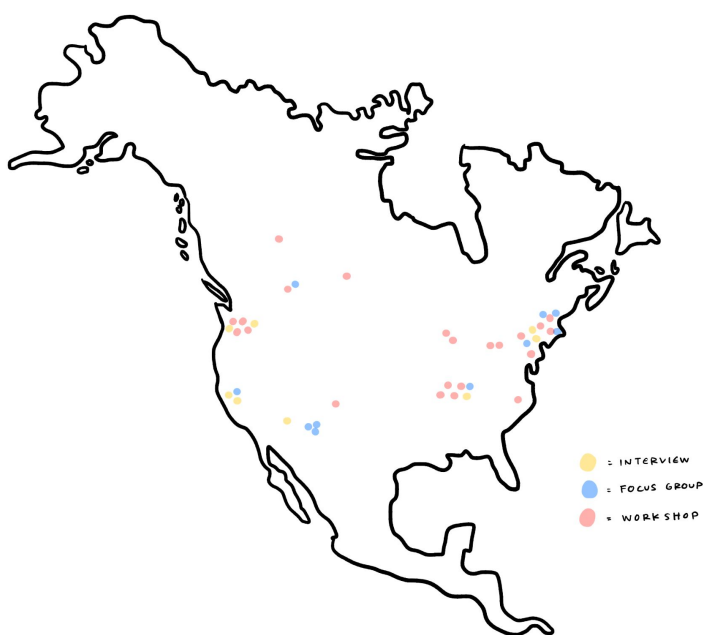 = INTERVIEW
= FOCUS GROUP
= WORKSHOP